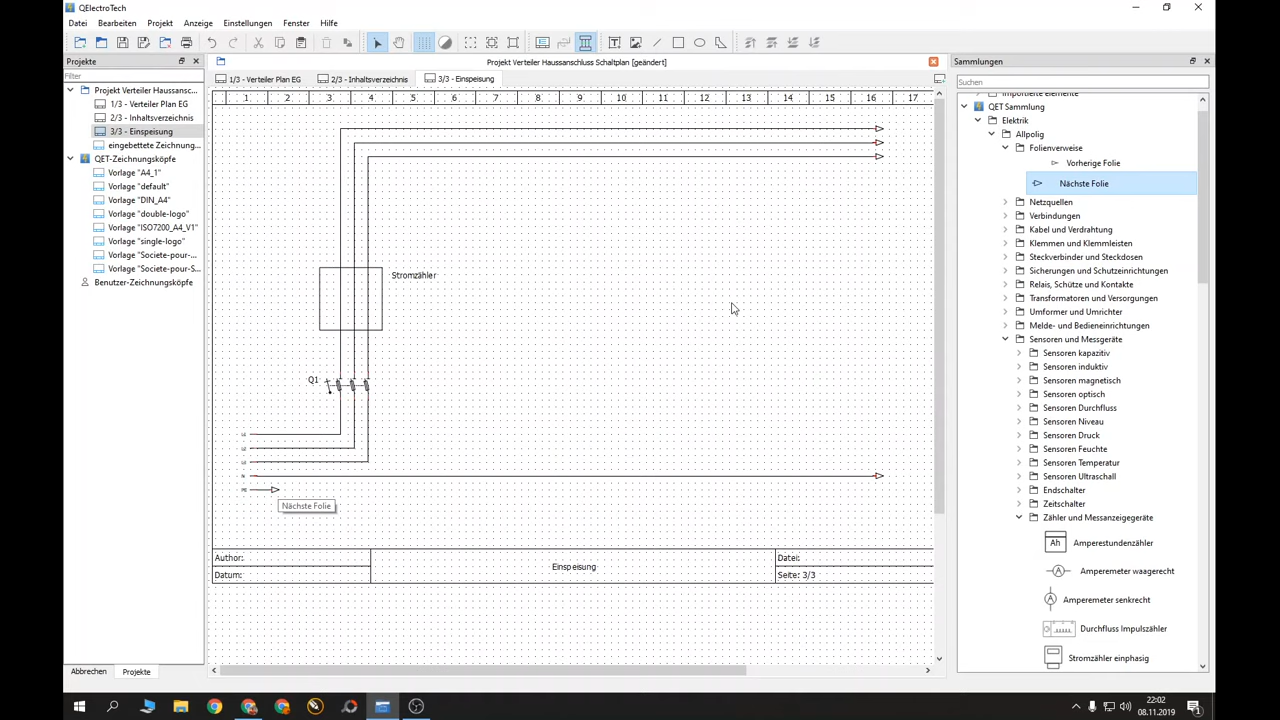 QElectroTech
Datei Bearbeiten Projekt Anzeige Einstellungen Fenster Hilfe
Projekte
Filter
Projekt Verteiler Hausansc...
1/3 - Verteiler Plan EG
2/3 - Inhaltsverzeichnis
3/3 - Einspeisung
eingebettete Zeichnung...
QET-Zeichnungsköpfe
Vorlage "A4_1"
Vorlage "default"
Vorlage "DIN_A4"
Vorlage "double-logo"
Vorlage "ISO7200_A4_V1"
Vorlage "single-logo"
Vorlage "Societe-pour-...
Vorlage "Societe-pour-S...
Benutzer-Zeichnungsköpfe
Abbrechen Projekte
Projekt Verteiler Haussanschluss Schaltplan [geändert]
1/3 - Verteiler Plan EG 2/3 - Inhaltsverzeichnis 3/3 - Einspeisung
1 2 3 4 5 6 7 8 9 10 11 12 13 14 15 16 17
Stromzähler
Q1
L1
L2
L3
N
PE
Nächste Folie
Author: Einspeisung Datei:
Datum: Seite: 3/3
Sammlungen
Suchen
Importierte Elemente
QET Sammlung
Elektrik
Allpolig
Folienverweise
Vorherige Folie
Nächste Folie
Netzquellen
Verbindungen
Kabel und Verdrahtung
Klemmen und Klemmleisten
Steckverbinder und Steckdosen
Sicherungen und Schutzeinrichtungen
Relais, Schütze und Kontakte
Transformatoren und Versorgungen
Umformer und Umrichter
Melde- und Bedieneinrichtungen
Sensoren und Messgeräte
Sensoren kapazitiv
Sensoren induktiv
Sensoren magnetisch
Sensoren optisch
Sensoren Durchfluss
Sensoren Niveau
Sensoren Druck
Sensoren Feuchte
Sensoren Temperatur
Sensoren Ultraschall
Endschalter
Zeitschalter
Zähler und Messanzeigegeräte
Ah Amperestundenzähler
A Amperemeter waagerecht
A Amperemeter senkrecht
Durchfluss Impulszähler
Stromzähler einphasig
22:02
08.11.2019
1